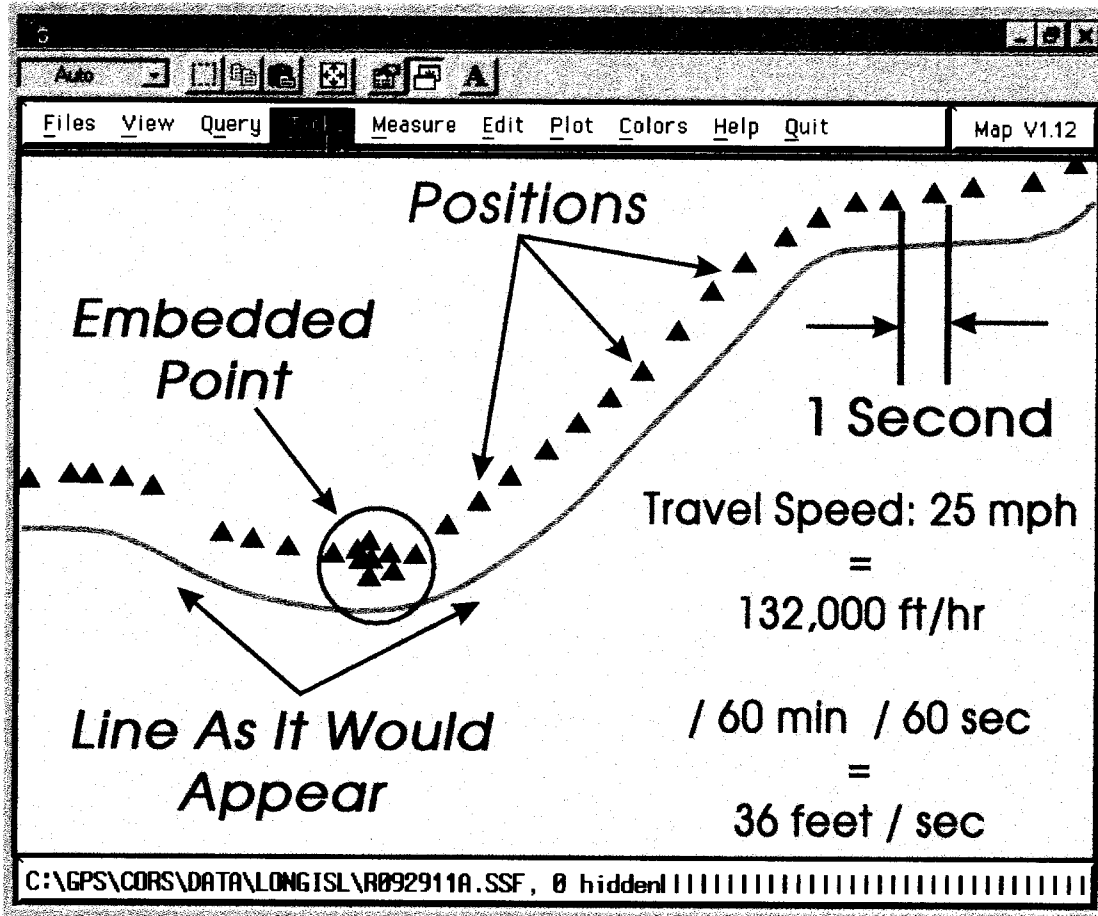 Auto
A
Files View Query Measure Edit Plot Colors Help Quit
Map V1.12
Positions
Embedded
Point
1 Second
Travel Speed: 25 mph
=
132,000 ft/hr
/ 60 min / 60 sec
=
36 feet / sec
Line As It Would
Appear
C:\GPS\CORS\DATA\LONGISL\R092911A.SSF, 0 hidden